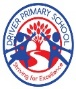 DRIVER PRIMARY SCHOOL
Striving for Excellence